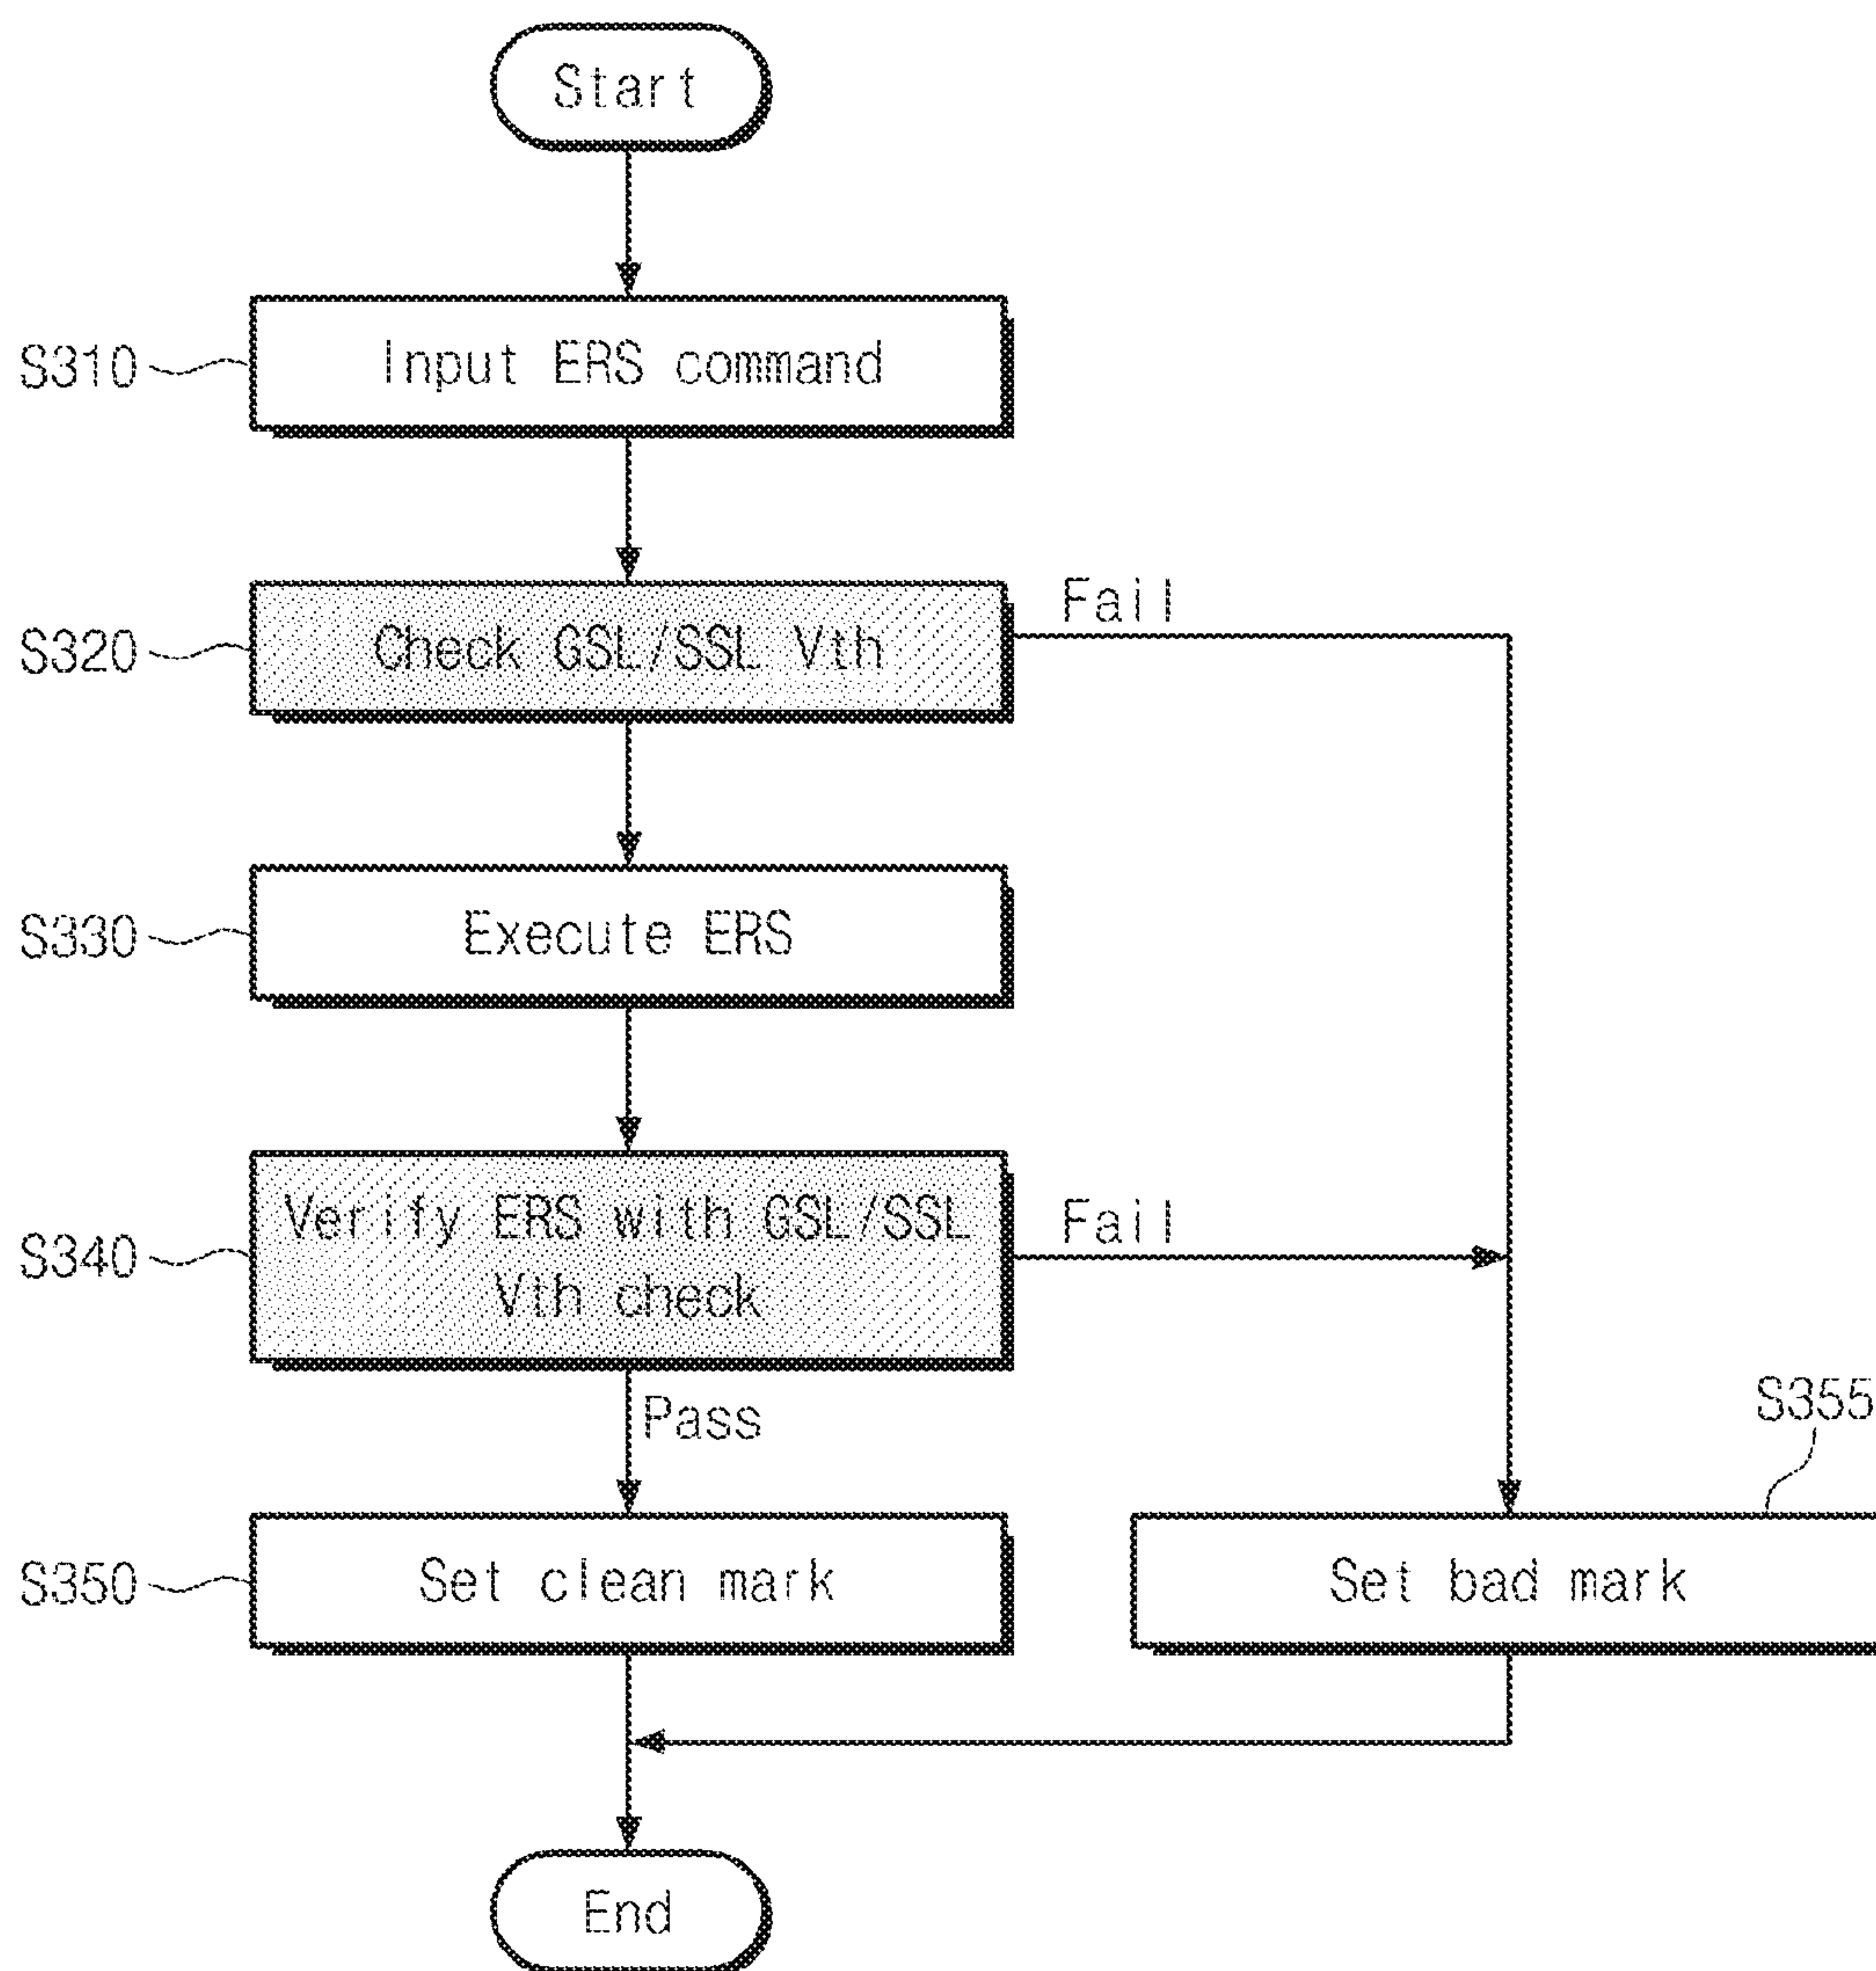 Start
S310
Input ERS command
S320
Check GSL/SSL Vth
Fail
S330
Execute ERS
S340
Verify ERS with GSL/SSL
Vth check
Fail
Pass
S355
S350
Set clean mark
Set bad mark
End